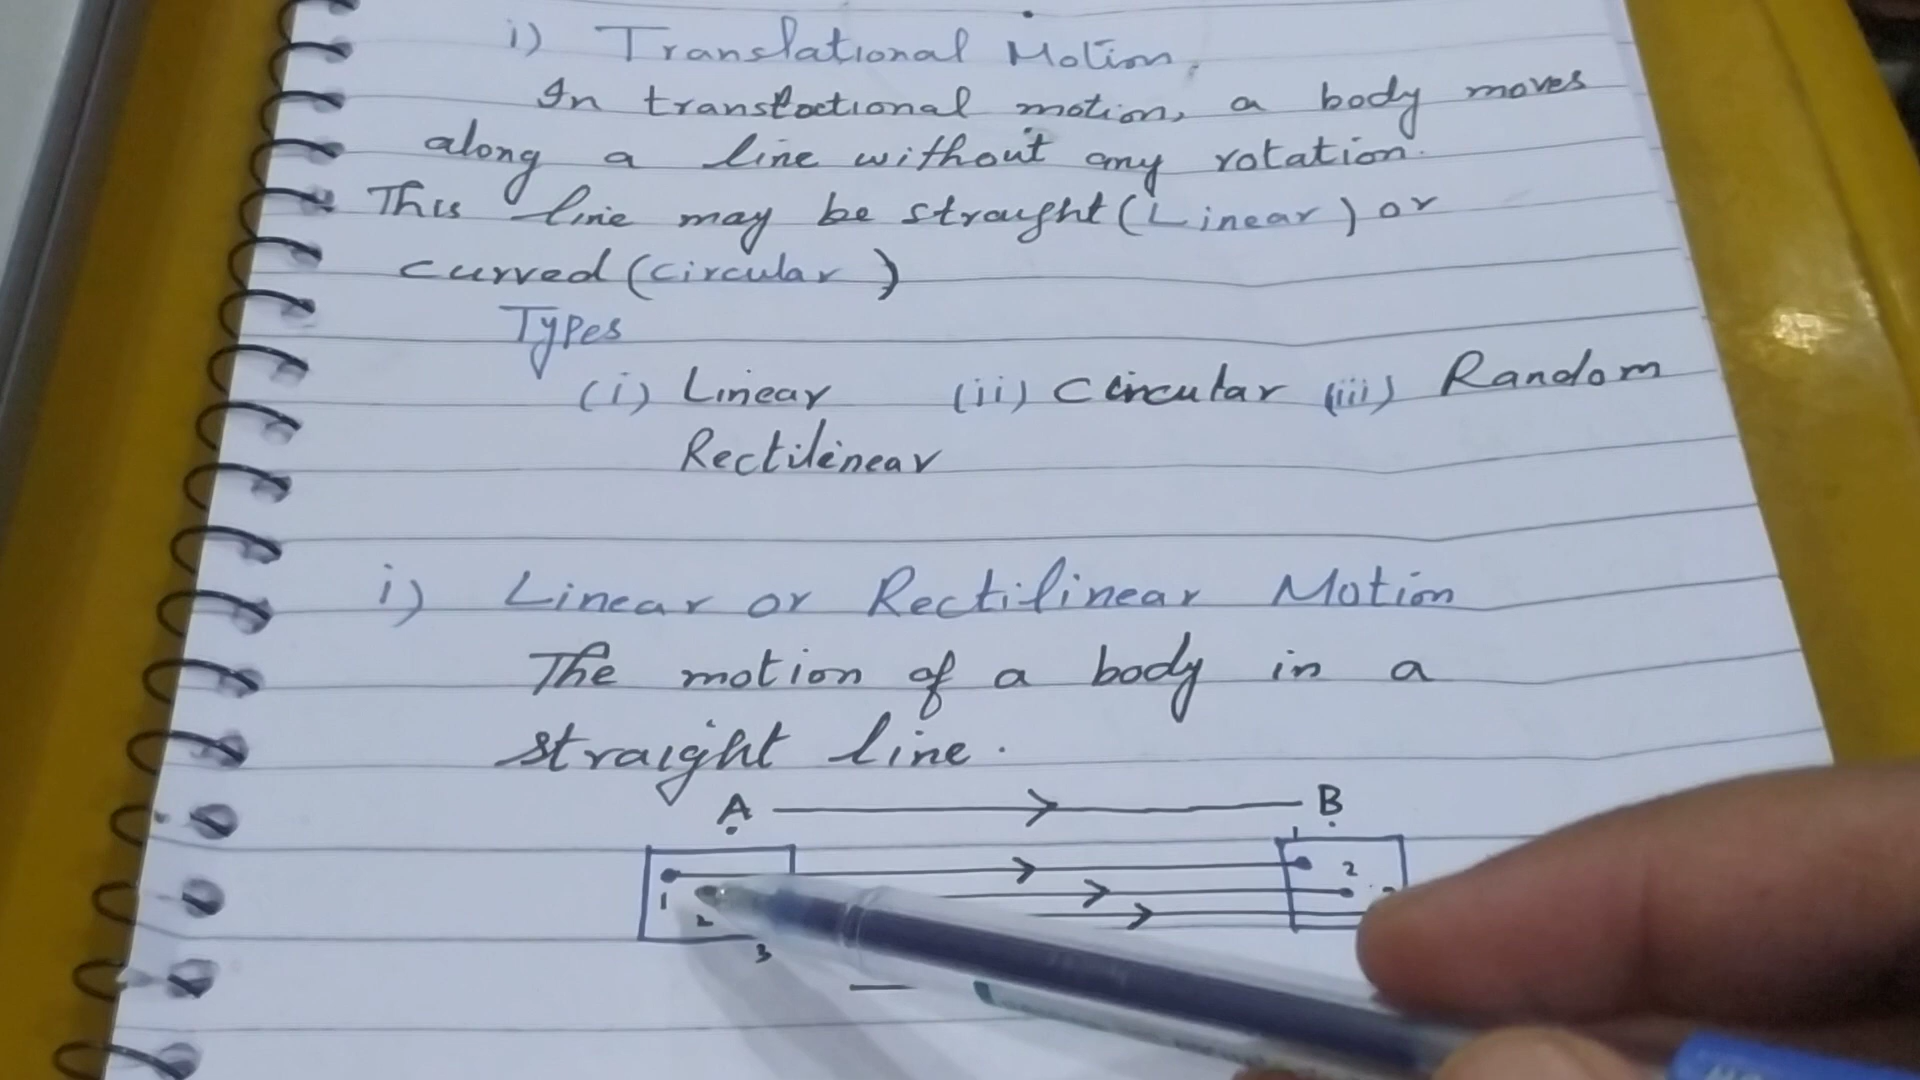 i) Translational Motion.
In translational motion, a body moves
along a line without any rotation.
This line may be straight (Linear) or
curved (circular)
Types
(i) Linear (ii) Circular (iii) Random
Rectilinear
i) Linear or Rectilinear Motion
The motion of a body in a
straight line.
A B
1 2
2
3